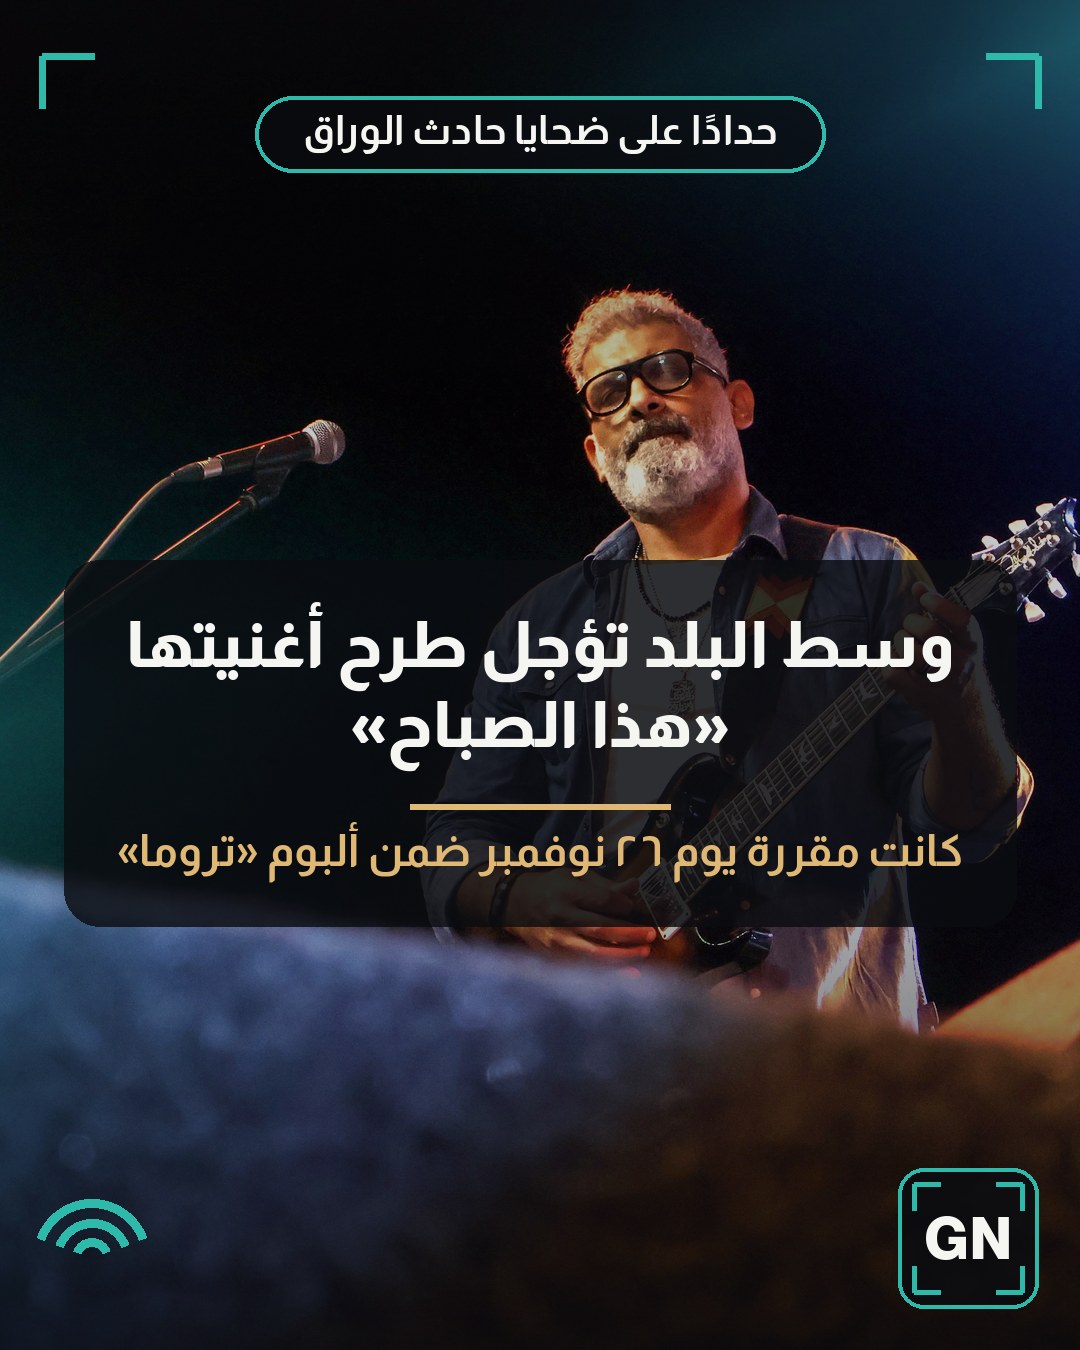 حدادًا على ضحايا حادث الوراق
وسط البلد تؤجل طرح أغنيتها
«هذا الصباح»
كانت مقررة يوم ٢٦ نوفمبر ضمن ألبوم «تروما»
GN